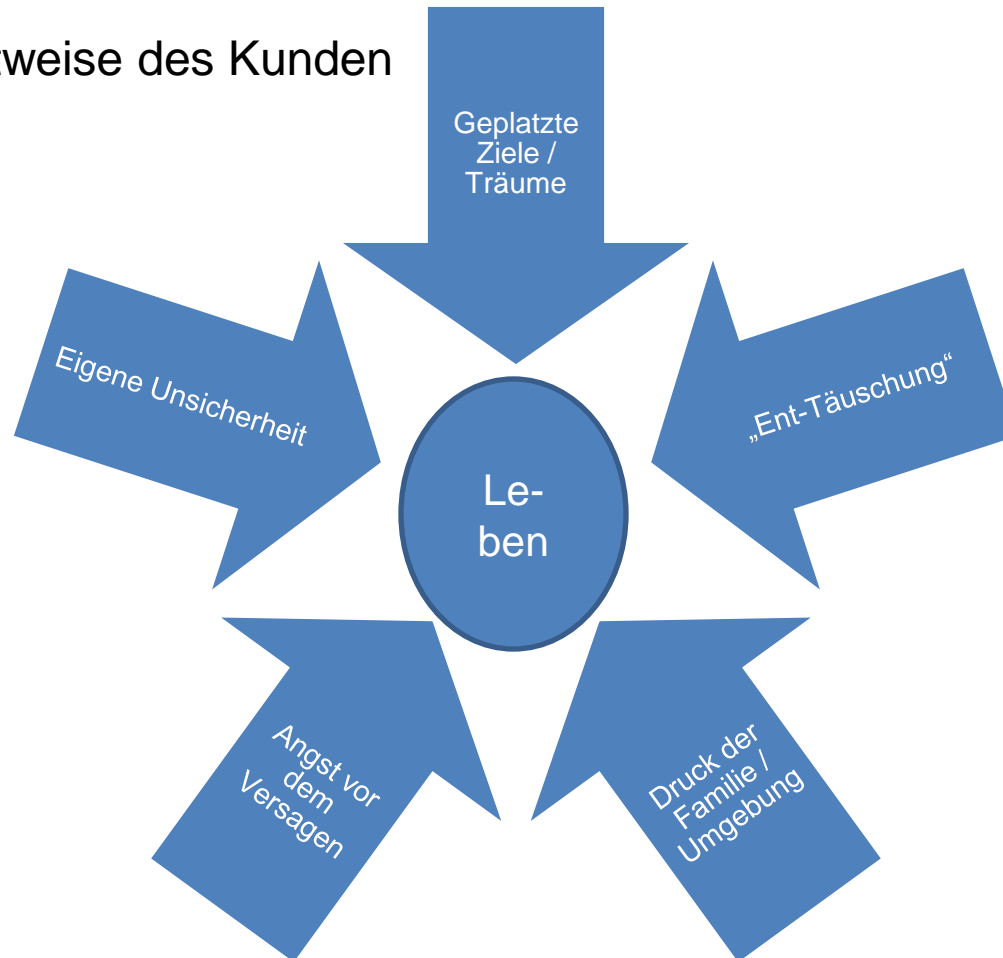 tweise des Kunden
Geplatzte
Ziele /
Träume
Eigene Unsicherheit
„Ent-Täuschung“
Le-
ben
Angst vor
dem
Versagen
Druck der
Familie /
Umgebung